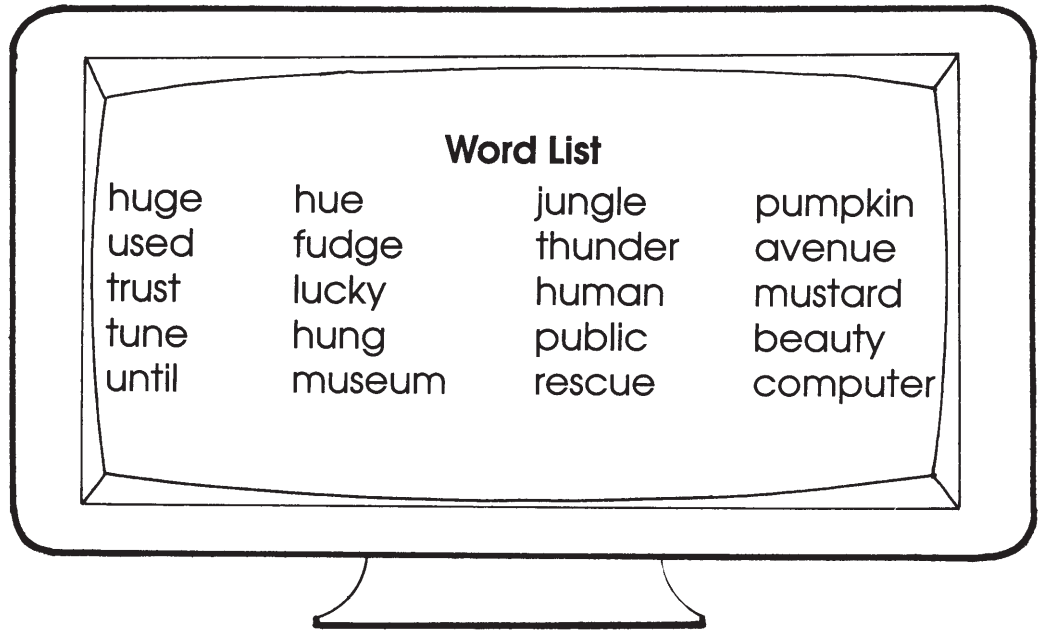 Word List
huge hue jungle pumpkin
used fudge thunder avenue
trust lucky human mustard
tune hung public beauty
until museum rescue computer